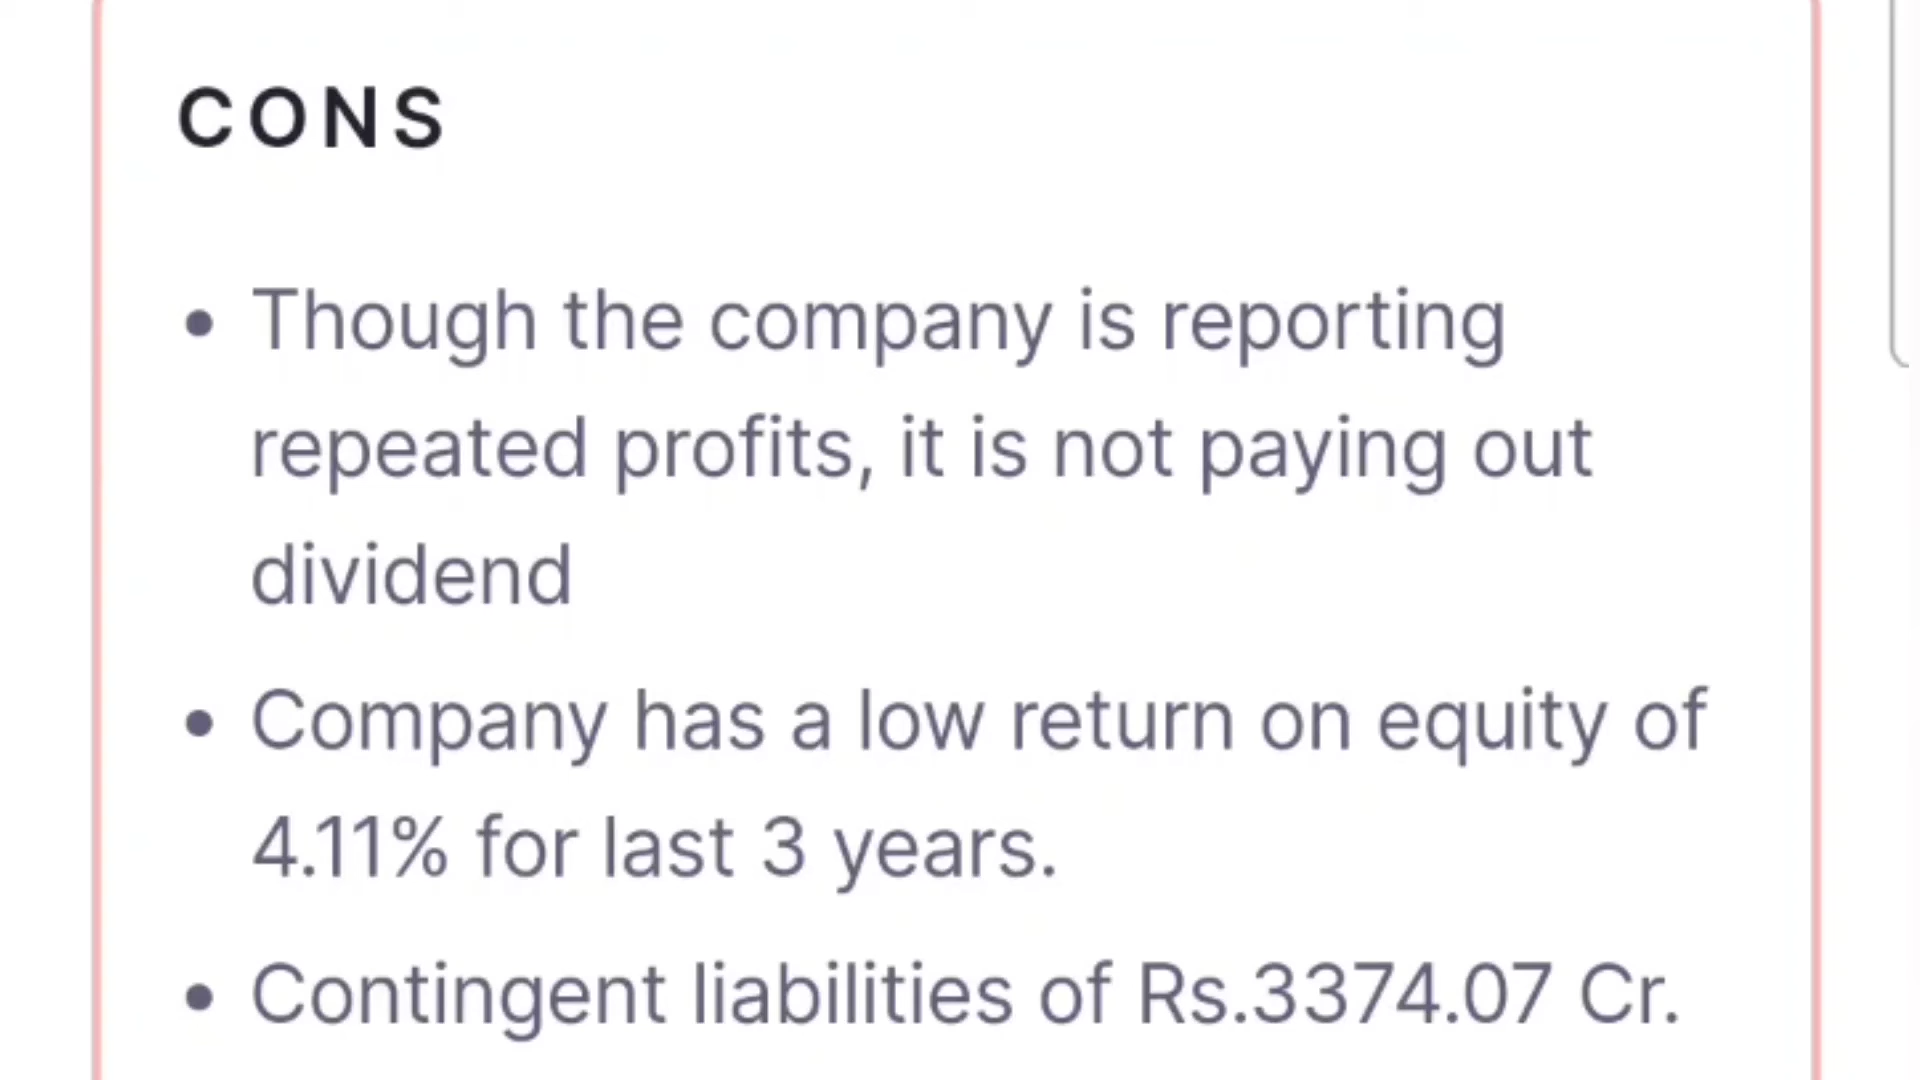 CONS
• Though the company is reporting
repeated profits, it is not paying out
dividend
• Company has a low return on equity of
4.11% for last 3 years.
• Contingent liabilities of Rs.3374.07 Cr.